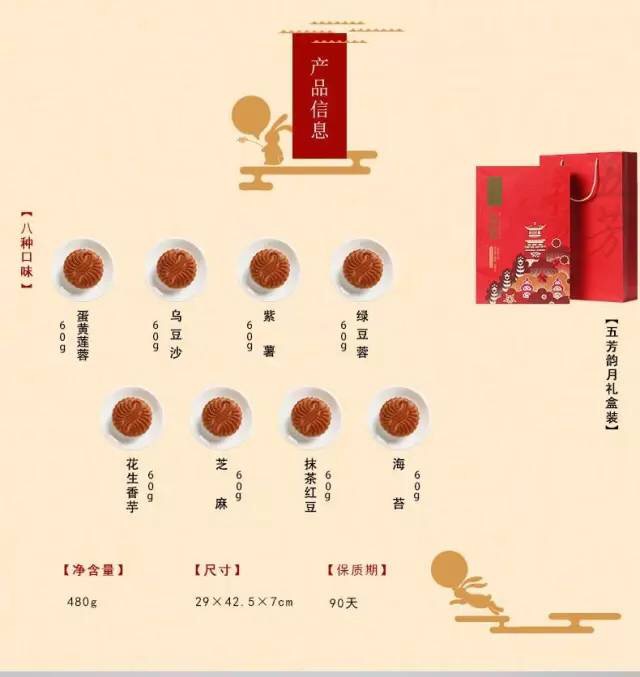 产品信息
【八种口味】
蛋黄莲蓉
60g
乌豆沙
60g
紫薯
60g
绿豆蓉
60g
五芳
【五芳韵月礼盒装】
花生香芋
60g
芝麻
60g
抹茶红豆
60g
海苔
60g
【净含量】
【尺寸】
【保质期】
480g
29×42.5×7cm
90天